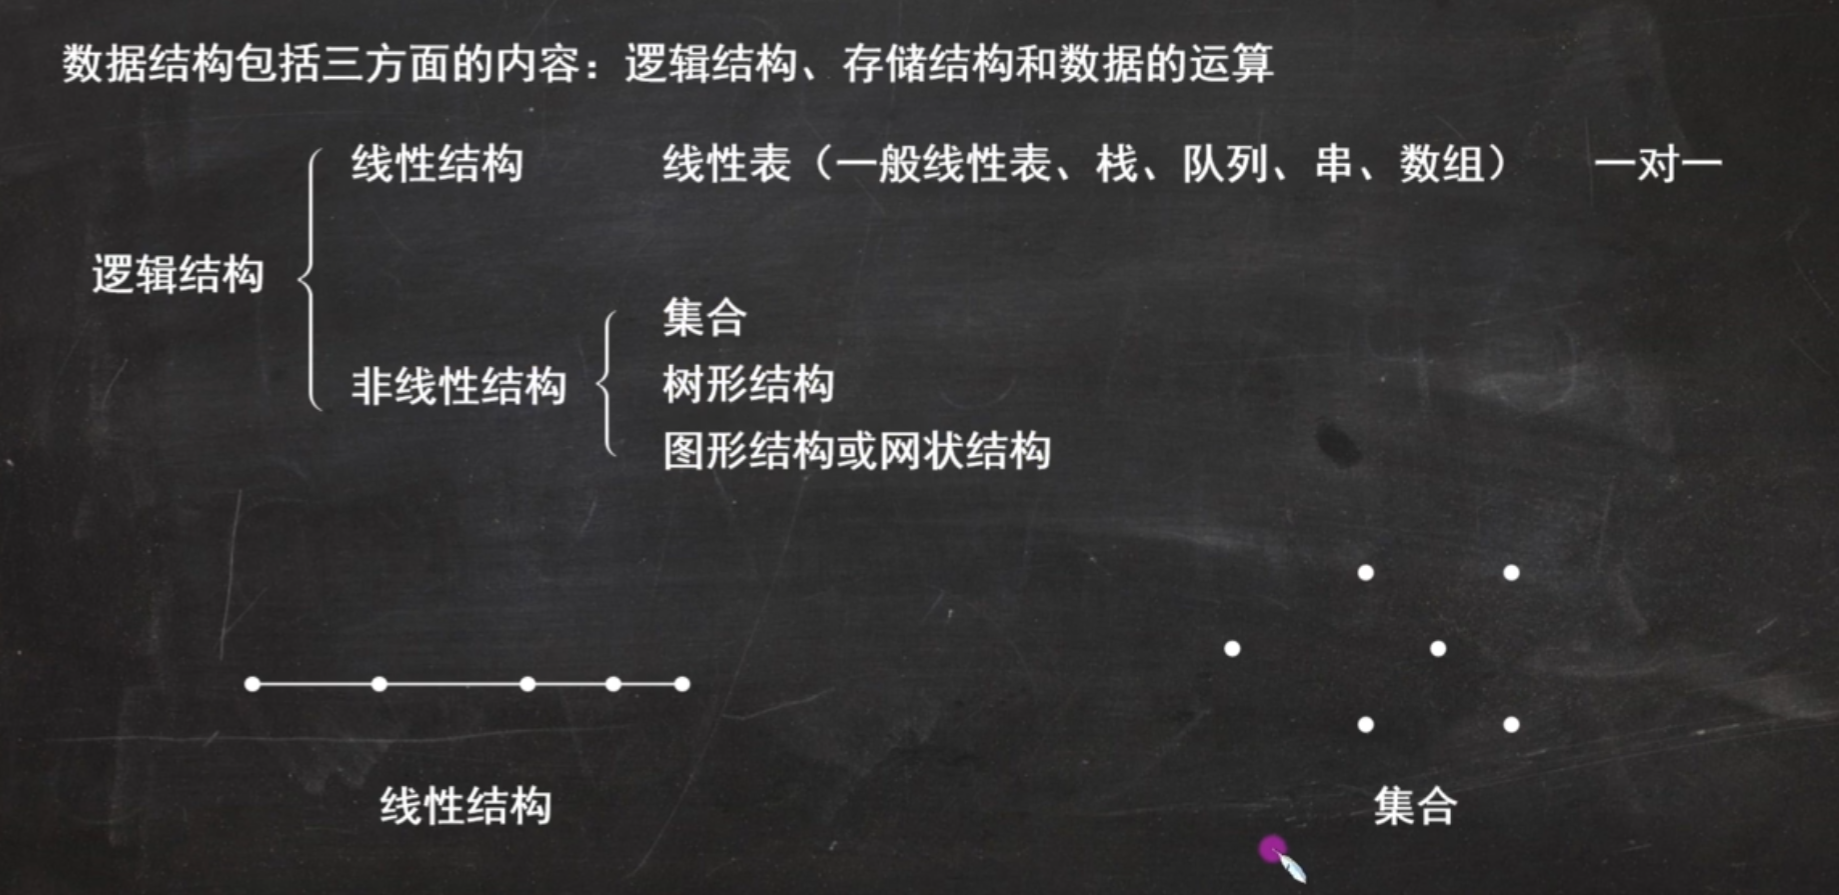 数据结构包括三方面的内容：逻辑结构、存储结构和数据的运算
线性结构 线性表（一般线性表、栈、队列、串、数组） 一对一
逻辑结构
集合
非线性结构 树形结构
图形结构或网状结构
线性结构 集合